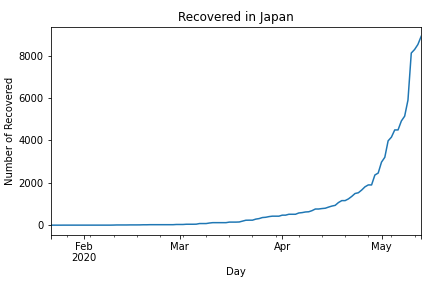 Recovered in Japan
Number of Recovered
8000
6000
4000
2000
0
Feb
2020
Mar
Apr
May
Day